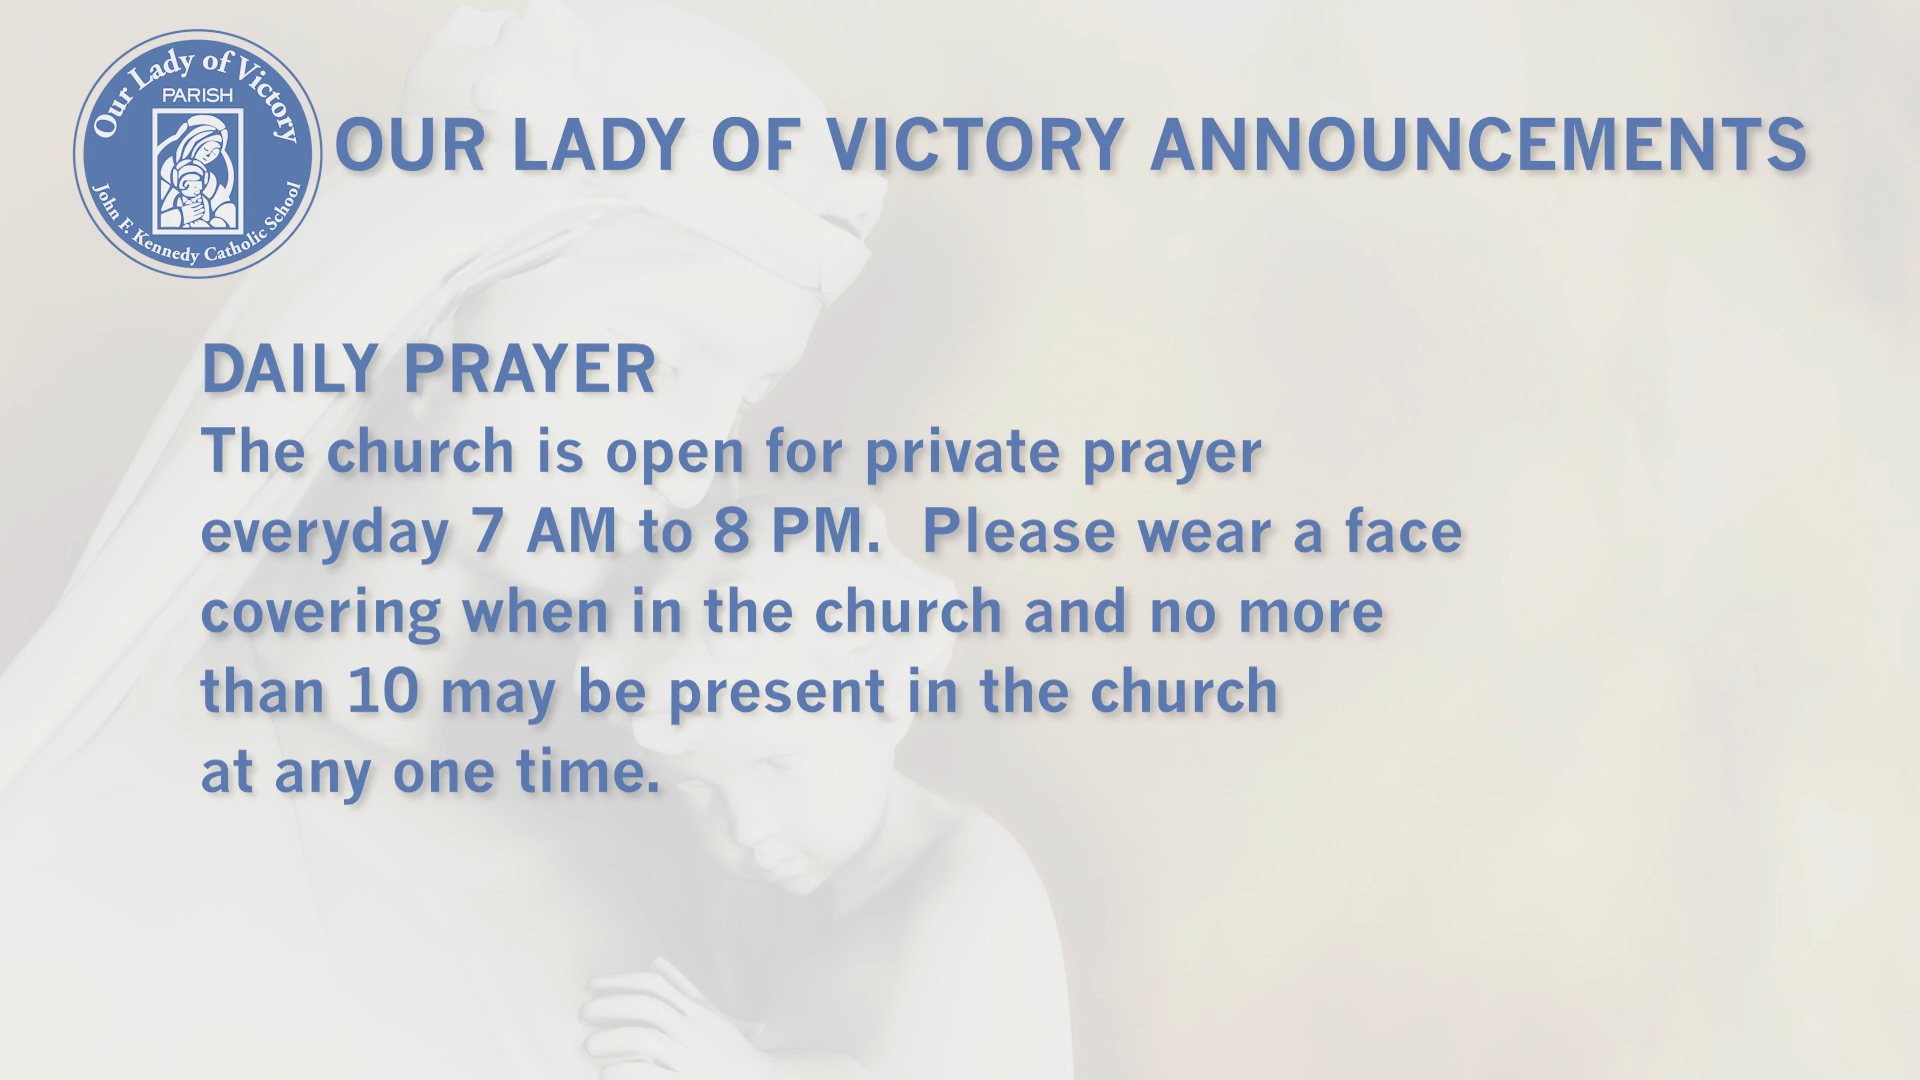 Our Lady of Victory
PARISH
John F. Kennedy Catholic School
OUR LADY OF VICTORY ANNOUNCEMENTS
DAILY PRAYER
The church is open for private prayer
everyday 7 AM to 8 PM.  Please wear a face
covering when in the church and no more
than 10 may be present in the church
at any one time.